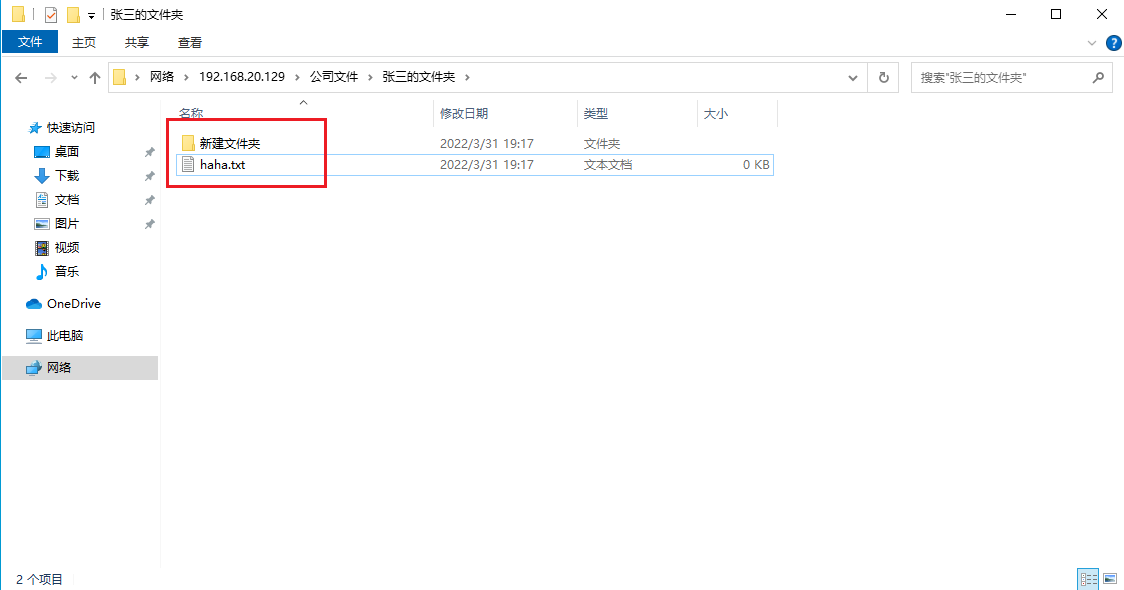 张三的文件夹
文件 主页 共享 查看
网络 192.168.20.129 公司文件 张三的文件夹 搜索"张三的文件夹"
名称 修改日期 类型 大小
快速访问
桌面
下载
文档
图片
视频
音乐
OneDrive
此电脑
网络
新建文件夹 2022/3/31 19:17 文件夹
haha.txt 2022/3/31 19:17 文本文档 0 KB
2 个项目